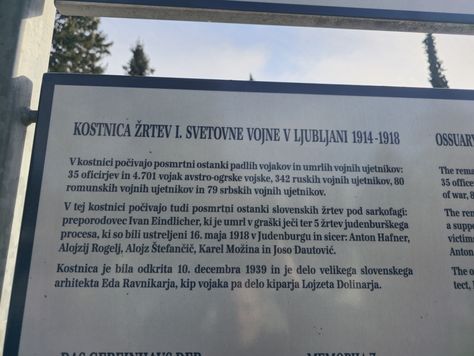 KOSTNICA ŽRTEV I. SVETOVNE VOJNE V LJUBLJANI 1914-1918
V kostnici počivajo posmrtni ostanki padlih vojakov in umrlih vojnih ujetnikov:
35 oficirjev in 4.701 vojak avstro-ogrske vojske, 342 ruskih vojnih ujetnikov, 80
romunskih vojnih ujetnikov in 79 srbskih vojnih ujetnikov.
V tej kostnici počivajo tudi posmrtni ostanki slovenskih žrtev pod sarkofagi:
preporodovec Ivan Eindlicher, ki je umrl v graški ječi ter 5 žrtev judenburškega
procesa, ki so bili ustreljeni 16. maja 1918 v Judenburgu in sicer: Anton Hafner,
Alojzij Rogelj, Alojz Štefančič, Karel Možina in Joso Dautović.
Kostnica je bila odkrita 10. decembra 1939 in je delo velikega slovenskega
arhitekta Eda Ravnikarja, kip vojaka pa delo kiparja Lojzeta Dolinarja.
OSSUAR
The rema
35 office
of war, 8
These
a suppo
victim
Anton
The o
tect,